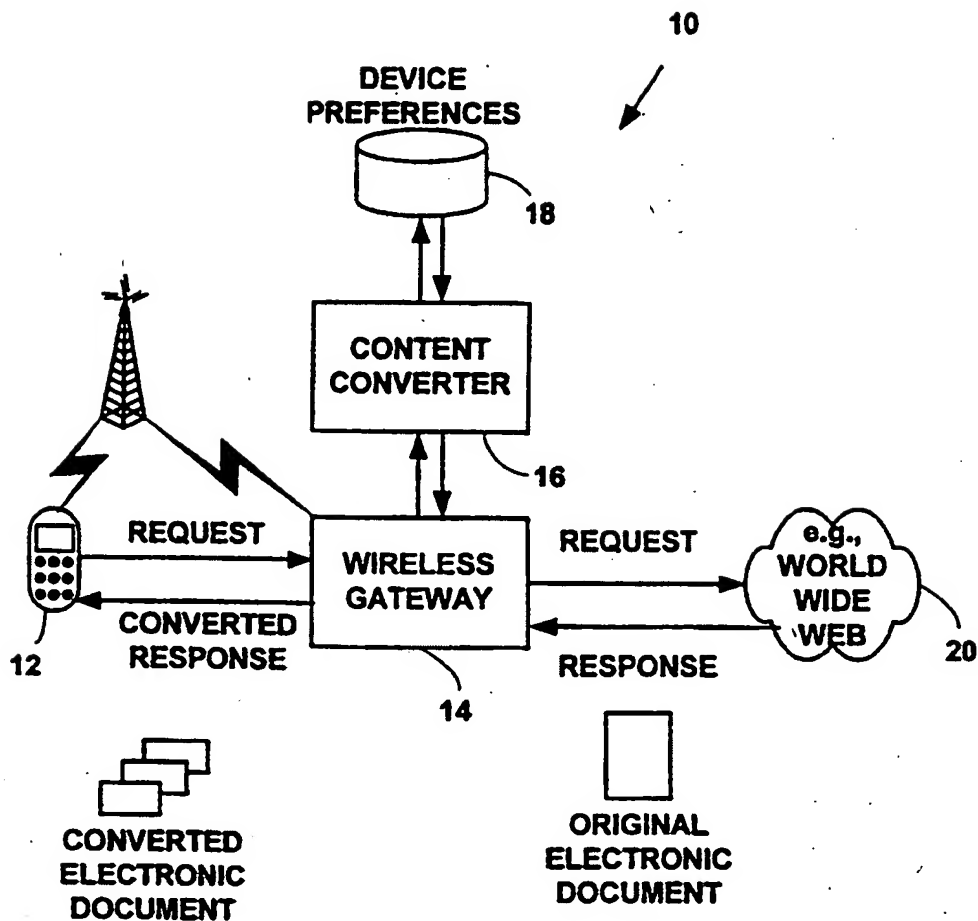 10
DEVICE
PREFERENCES
18
CONTENT
CONVERTER
16
REQUEST
WIRELESS
GATEWAY
REQUEST
e.g.,
WORLD
WIDE
WEB
CONVERTED
RESPONSE
RESPONSE
12
14
20
CONVERTED
ELECTRONIC
DOCUMENT
ORIGINAL
ELECTRONIC
DOCUMENT